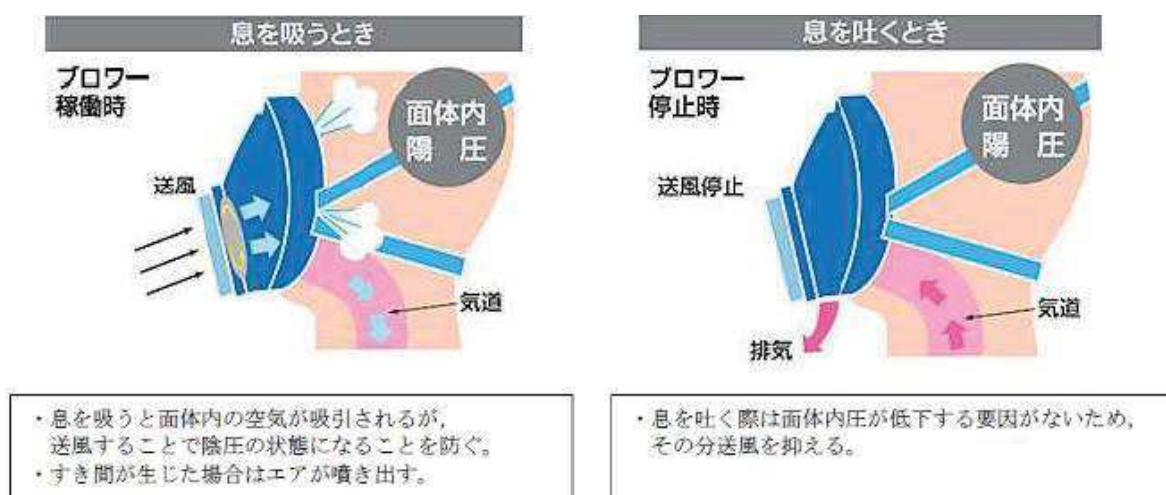 息を吸うとき
ブロワー
稼働時
面体内
陽 圧
送風
気道
・息を吸うと面体内の空気が吸引されるが，
送風することで陰圧の状態になることを防ぐ。
・すき間が生じた場合はエアが噴き出す。
息を吐くとき
ブロワー
停止時
面体内
陽 圧
送風停止
気道
排気
・息を吐く際は面体内圧が低下する要因がないため，
その分送風を抑える。